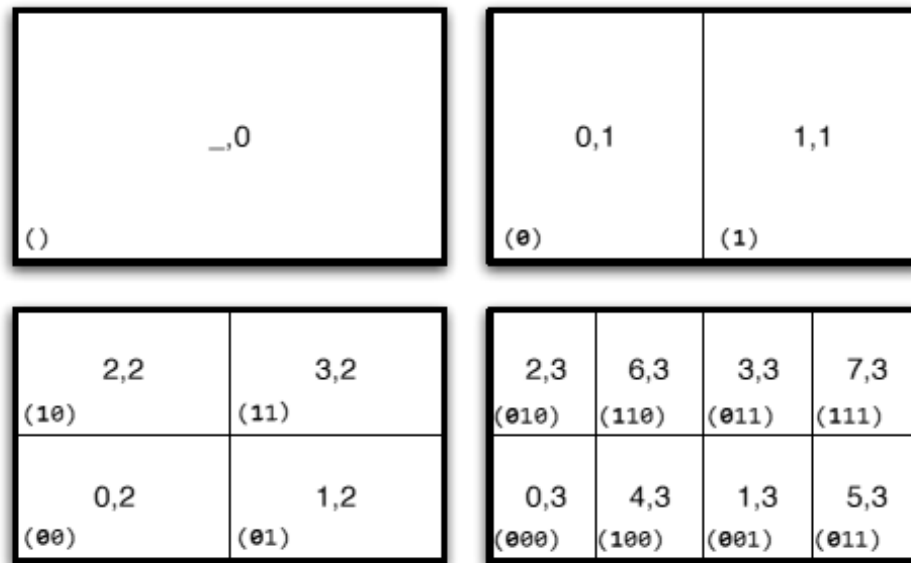 _,0
()
0,1 1,1
(0) (1)
2,2 3,2
(10) (11)
0,2 1,2
(00) (01)
2,3 6,3 3,3 7,3
(010) (110) (011) (111)
0,3 4,3 1,3 5,3
(000) (100) (001) (011)